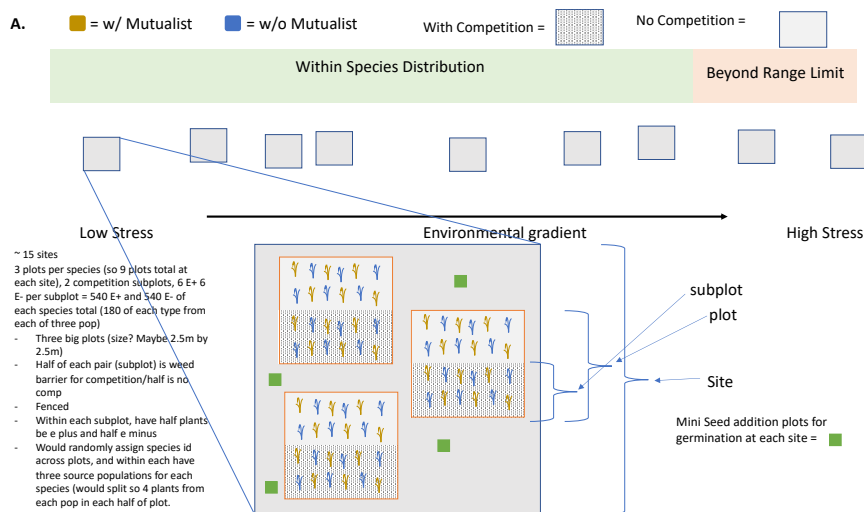 A.
= w/ Mutualist
= w/o Mutualist
With Competition =
No Competition =
Within Species Distribution
Beyond Range Limit
Low Stress
Environmental gradient
High Stress
~ 15 sites
3 plots per species (so 9 plots total at
each site), 2 competition subplots, 6 E+ 6
E- per subplot = 540 E+ and 540 E- of
each species total (180 of each type from
each of three pop)
- Three big plots (size? Maybe 2.5m by
2.5m)
- Half of each pair (subplot) is weed
barrier for competition/half is no
comp
- Fenced
- Within each subplot, have half plants
be e plus and half e minus
- Would randomly assign species id
across plots, and within each have
three source populations for each
species (would split so 4 plants from
each pop in each half of plot.
subplot
plot
Site
Mini Seed addition plots for
germination at each site =